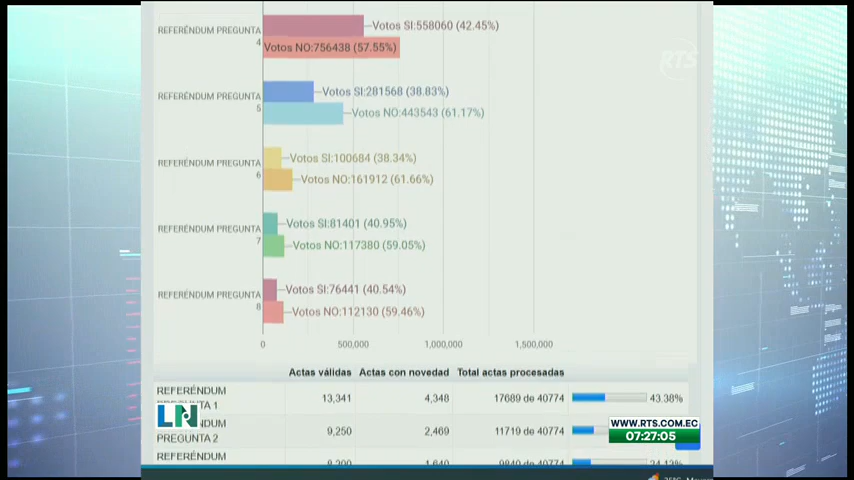 REFERÉNDUM PREGUNTA 4
Votos SI:558060 (42.45%)
Votos NO:756438 (57.55%)
RTS
REFERÉNDUM PREGUNTA 5
Votos SI:281568 (38.83%)
Votos NO:443543 (61.17%)
REFERÉNDUM PREGUNTA 6
Votos SI:100684 (38.34%)
Votos NO:161912 (61.66%)
REFERÉNDUM PREGUNTA 7
Votos SI:81401 (40.95%)
Votos NO:117380 (59.05%)
REFERÉNDUM PREGUNTA 8
Votos SI:76441 (40.54%)
Votos NO:112130 (59.46%)
0 500,000 1,000,000 1,500,000
Actas válidas Actas con novedad Total actas procesadas
REFERÉNDUM
NTA 1 13,341 4,348 17689 de 40774 43.38%
NDUM
PREGUNTA 2 9,250 2,469 11719 de 40774
REFERÉNDUM
LN
WWW.RTS.COM.EC
07:27:05